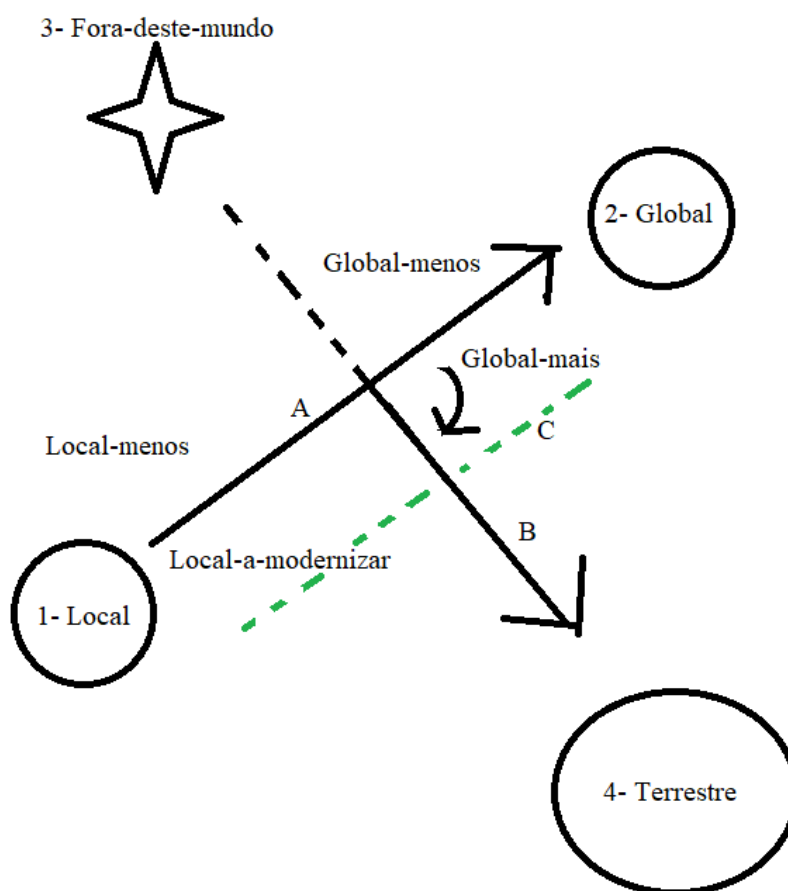 3- Fora-deste-mundo
2- Global
Global-menos
Global-mais
A
C
Local-menos
B
Local-a-modernizar
1- Local
4- Terrestre